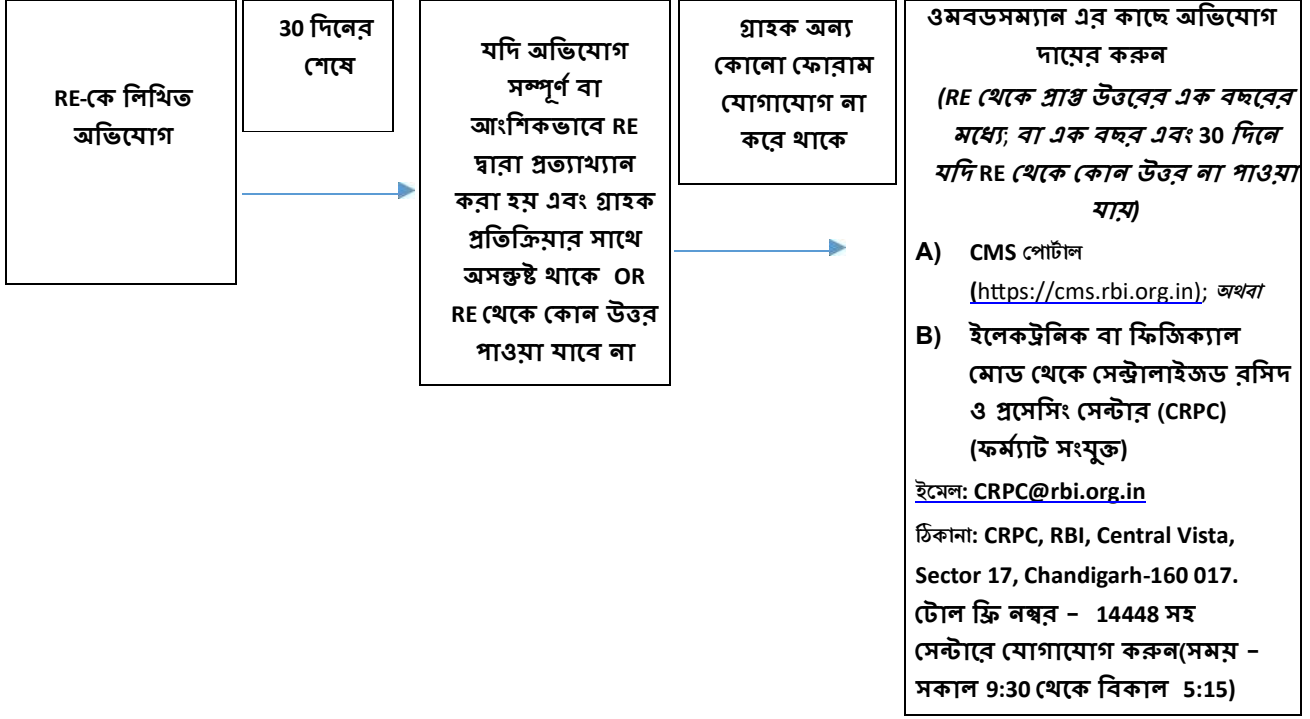 RE-কে লিখিত
অভিযোগ
30 দিনের
শেষে
যদি অভিযোগ
সম্পূর্ণ বা
আংশিকভাবে RE
দ্বারা প্রত্যাখ্যান
করা হয় এবং গ্রাহক
প্রতিক্রিয়ার সাথে
অসন্তুষ্ট থাকে OR
RE থেকে কোন উত্তর
পাওয়া যাবে না
গ্রাহক অন্য
কোনো ফোরাম
যোগাযোগ না
করে থাকে
ওমবডসম্যান এর কাছে অভিযোগ
দায়ের করুন
(RE থেকে প্রাপ্ত উত্তরের এক বছরের
মধ্যে; বা এক বছর এবং 30 দিনে
যদি RE থেকে কোন উত্তর না পাওয়া
যায়)
A) CMS পোর্টাল
(https://cms.rbi.org.in); অথবা
B) ইলেকট্রনিক বা ফিজিক্যাল
মোড থেকে সেন্ট্রালাইজড রসিদ
ও প্রসেসিং সেন্টার (CRPC)
(ফর্ম্যাট সংযুক্ত)
ইমেল: CRPC@rbi.org.in
ঠিকানা: CRPC, RBI, Central Vista,
Sector 17, Chandigarh-160 017.
টোল ফ্রি নম্বর – 14448 সহ
সেন্টারে যোগাযোগ করুন(সময় –
সকাল 9:30 থেকে বিকাল 5:15)